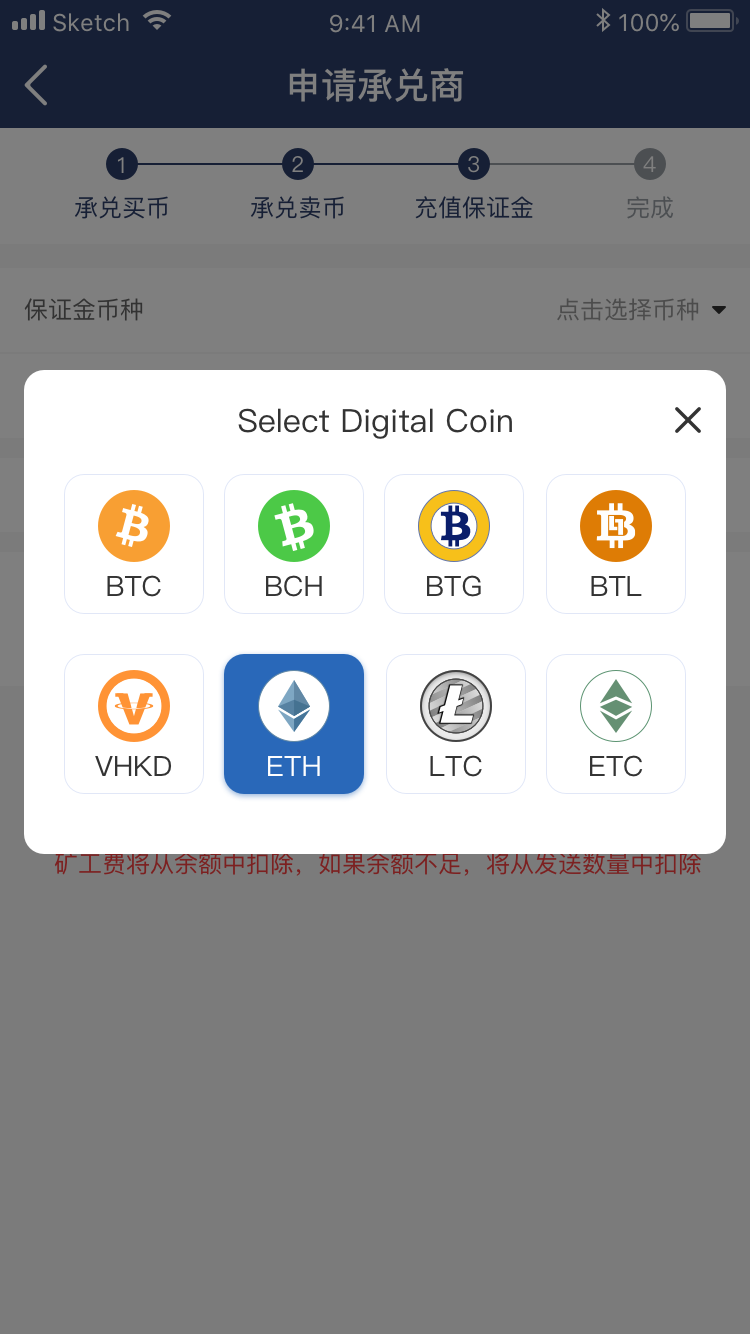 Sketch 9:41 AM 100%
申请承兑商
1 2 3 4
承兑买币 承兑卖币 充值保证金 完成
保证金币种 点击选择币种
Select Digital Coin
BTC BCH BTG BTL
VHKD ETH LTC ETC
矿工费将从余额中扣除，如果余额不足，将从发送数量中扣除